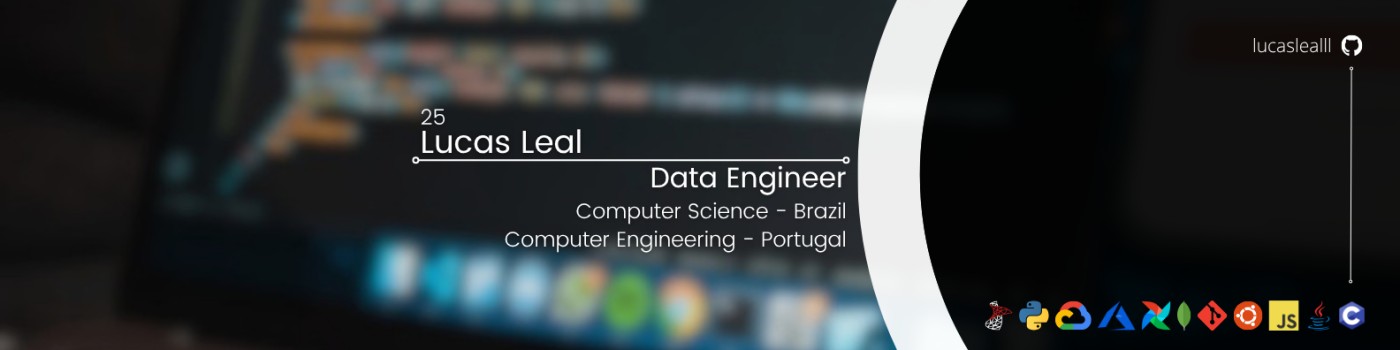 lucaslealll
25
Lucas Leal
Data Engineer
Computer Science - Brazil
Computer Engineering - Portugal
JS
C